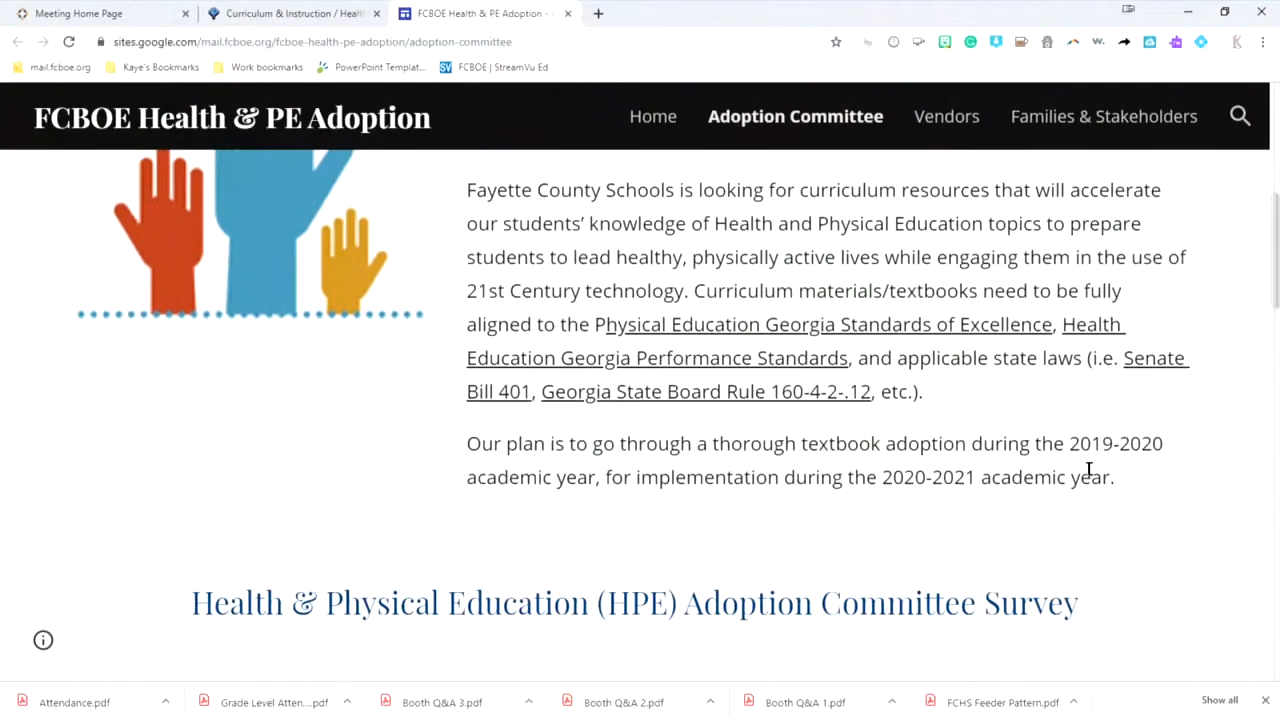 Meeting Home Page
Curriculum & Instruction / Healt
FCBOE Health & PE Adoption -
sites.google.com/mail.fcboe.org/fcboe-health-pe-adoption/adoption-committee
mail.fcboe.org
Kaye's Bookmarks
Work bookmarks
PowerPoint Templat...
SV FCBOE | StreamVu Ed
FCBOE Health & PE Adoption
Home
Adoption Committee
Vendors
Families & Stakeholders
Fayette County Schools is looking for curriculum resources that will accelerate
our students’ knowledge of Health and Physical Education topics to prepare
students to lead healthy, physically active lives while engaging them in the use of
21st Century technology. Curriculum materials/textbooks need to be fully
aligned to the Physical Education Georgia Standards of Excellence, Health
Education Georgia Performance Standards, and applicable state laws (i.e. Senate
Bill 401, Georgia State Board Rule 160-4-2-.12, etc.).
Our plan is to go through a thorough textbook adoption during the 2019-2020
academic year, for implementation during the 2020-2021 academic year.
Health & Physical Education (HPE) Adoption Committee Survey
Attendance.pdf
Grade Level Atten....pdf
Booth Q&A 3.pdf
Booth Q&A 2.pdf
Booth Q&A 1.pdf
FCHS Feeder Pattern.pdf
Show all